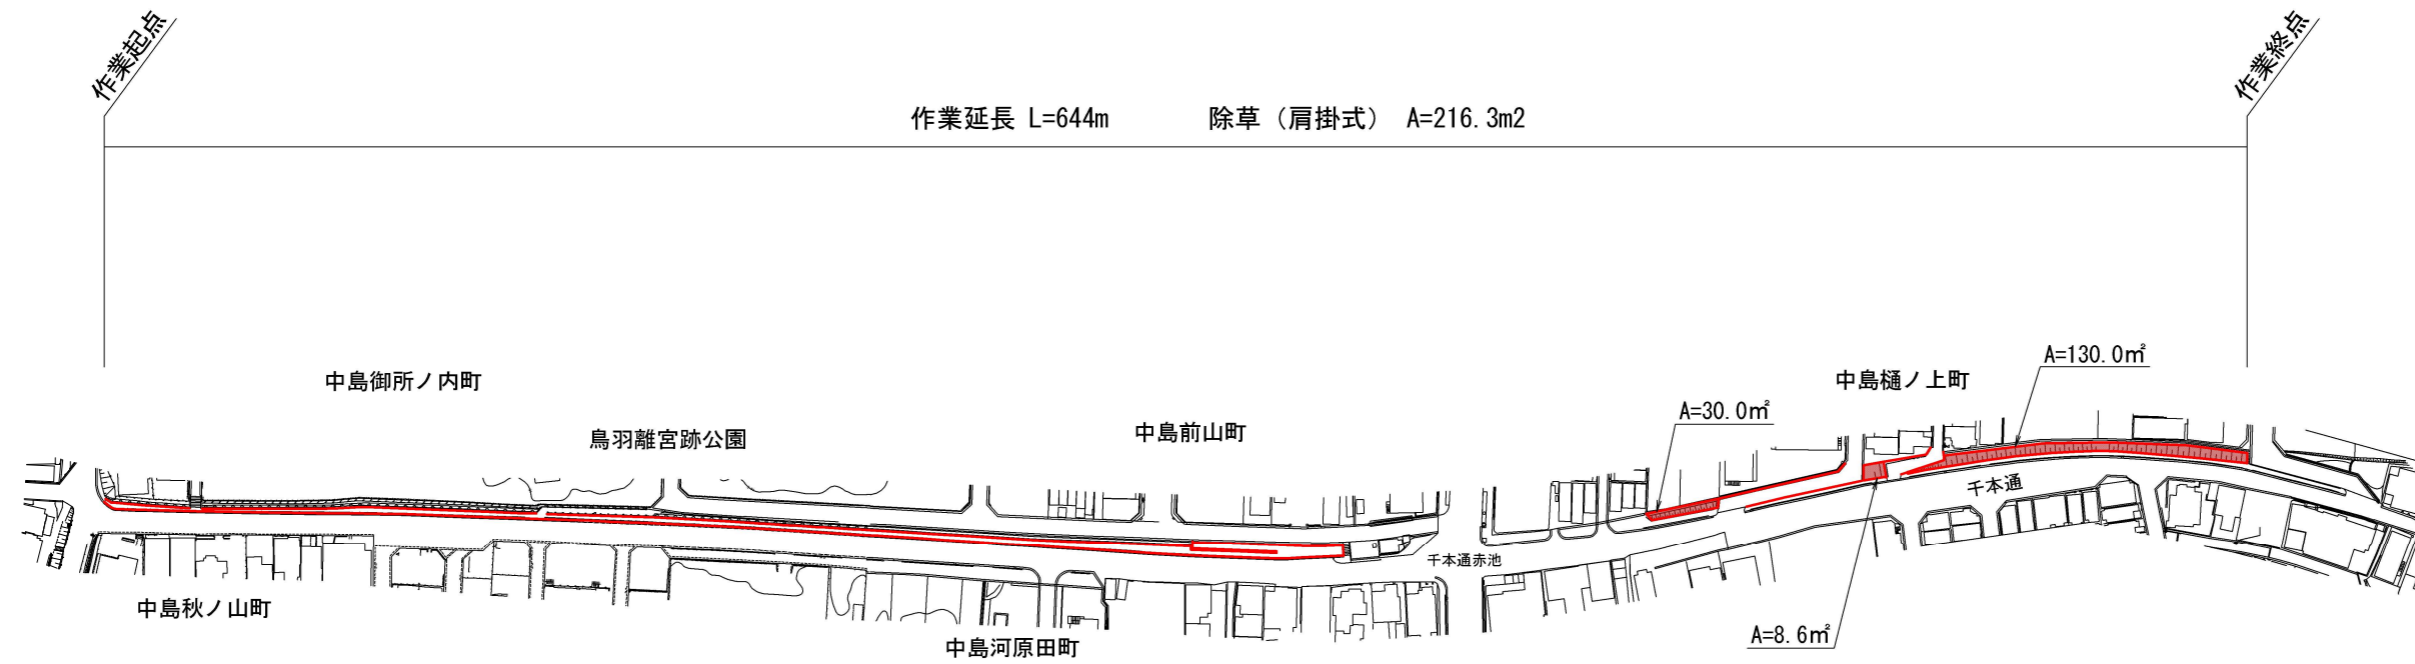 作業起点
作業終点
作業延長 L=644m 除草（肩掛式） A=216.3m2
A=130.0㎡
中島御所ノ内町
中島樋ノ上町
A=30.0㎡
中島前山町
鳥羽離宮跡公園
千本通
千本通赤池
中島秋ノ山町
A=8.6㎡
中島河原田町